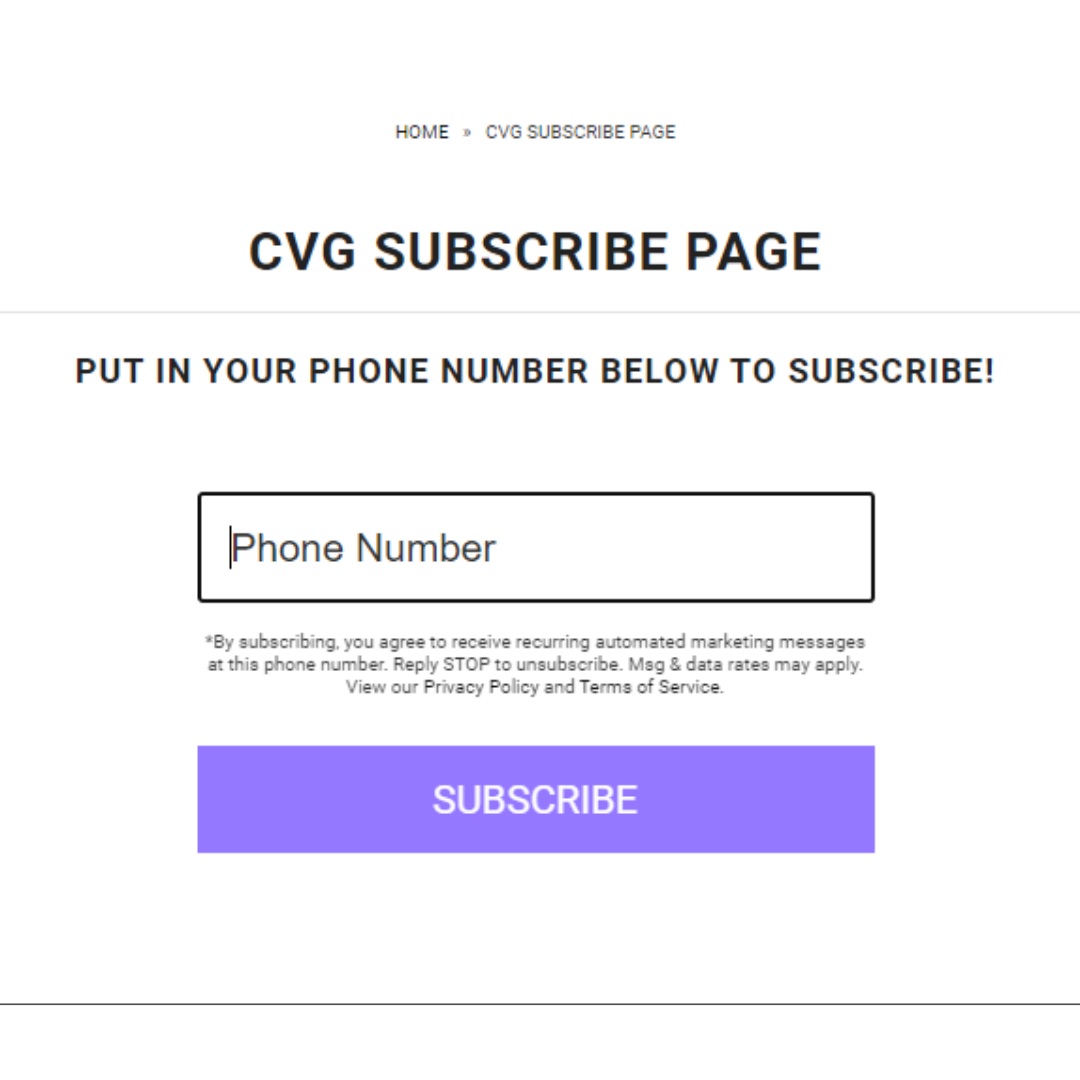 HOME » CVG SUBSCRIBE PAGE
CVG SUBSCRIBE PAGE
PUT IN YOUR PHONE NUMBER BELOW TO SUBSCRIBE!
Phone Number
*By subscribing, you agree to receive recurring automated marketing messages
at this phone number. Reply STOP to unsubscribe. Msg & data rates may apply.
View our Privacy Policy and Terms of Service.
SUBSCRIBE